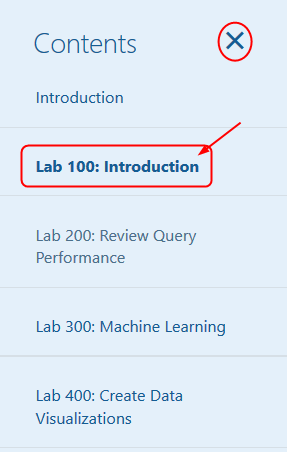 Contents
Introduction
Lab 100: Introduction
Lab 200: Review Query
Performance
Lab 300: Machine Learning
Lab 400: Create Data
Visualizations